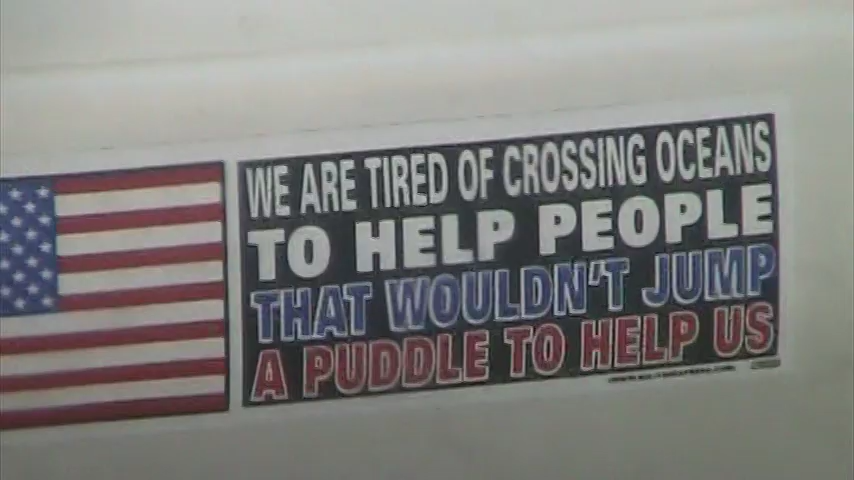 WE ARE TIRED OF CROSSING OCEANS
TO HELP PEOPLE
THAT WOULDN'T JUMP
A PUDDLE TO HELP US